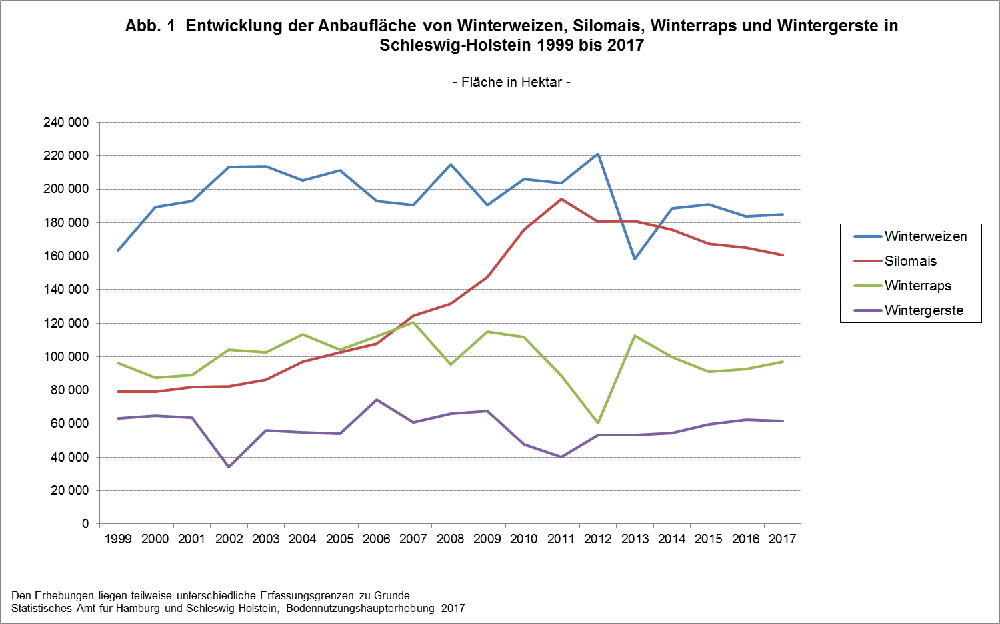 Abb. 1  Entwicklung der Anbaufläche von Winterweizen, Silomais, Winterraps und Wintergerste in
Schleswig-Holstein 1999 bis 2017
- Fläche in Hektar -
240 000
220 000
200 000
180 000
160 000
140 000
120 000
100 000
80 000
60 000
40 000
20 000
0
1999 2000 2001 2002 2003 2004 2005 2006 2007 2008 2009 2010 2011 2012 2013 2014 2015 2016 2017
Winterweizen
Silomais
Winterraps
Wintergerste
Den Erhebungen liegen teilweise unterschiedliche Erfassungsgrenzen zu Grunde.
Statistisches Amt für Hamburg und Schleswig-Holstein, Bodennutzungshaupterhebung 2017